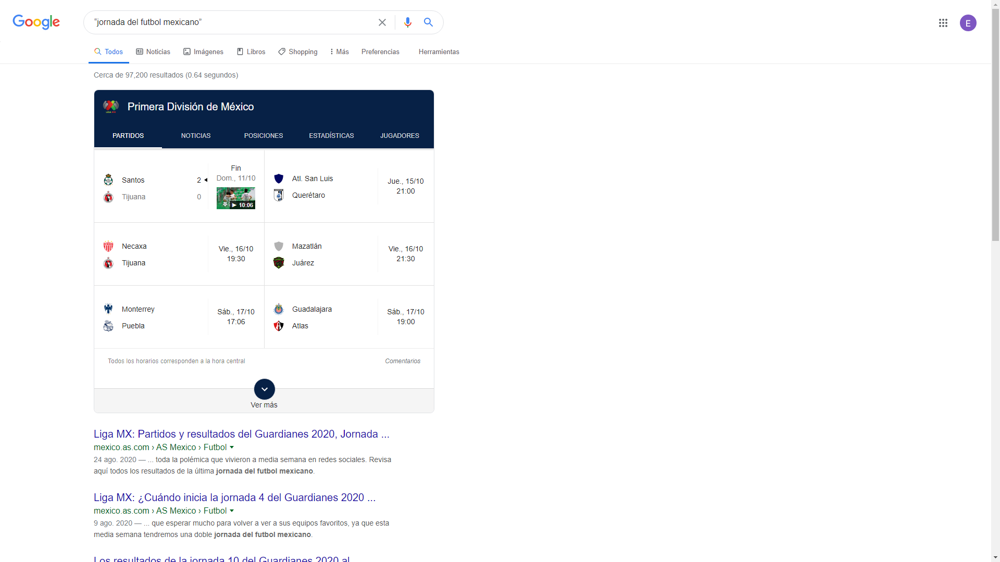 Google
“jornada del futbol mexicano”
E
Todos
Noticias
Imágenes
Libros
Shopping
Más
Preferencias
Herramientas
Cerca de 97,200 resultados (0.64 segundos)
LIGA MX
Primera División de México
PARTIDOS
NOTICIAS
POSICIONES
ESTADÍSTICAS
JUGADORES
Santos 2
Tijuana 0
Fin
Dom., 11/10
10:06
Atl. San Luis
Querétaro
Jue., 15/10
21:00
Necaxa
Tijuana
Vie., 16/10
19:30
Mazatlán
Juárez
Vie., 16/10
21:30
Monterrey
Puebla
Sáb., 17/10
17:06
Guadalajara
Atlas
Sáb., 17/10
19:00
Todos los horarios corresponden a la hora central
Comentarios
Ver más
Liga MX: Partidos y resultados del Guardianes 2020, Jornada ...
mexico.as.com › AS Mexico › Futbol
24 ago. 2020 — ... toda la polémica que vivieron a media semana en redes sociales. Revisa
aquí todos los resultados de la última jornada del futbol mexicano.
Liga MX: ¿Cuándo inicia la jornada 4 del Guardianes 2020 ...
mexico.as.com › AS Mexico › Futbol
9 ago. 2020 — ... que esperar mucho para volver a ver a sus equipos favoritos, ya que esta
media semana tendremos una doble jornada del futbol mexicano.
Los resultados de la jornada 10 del Guardianes 2020 al